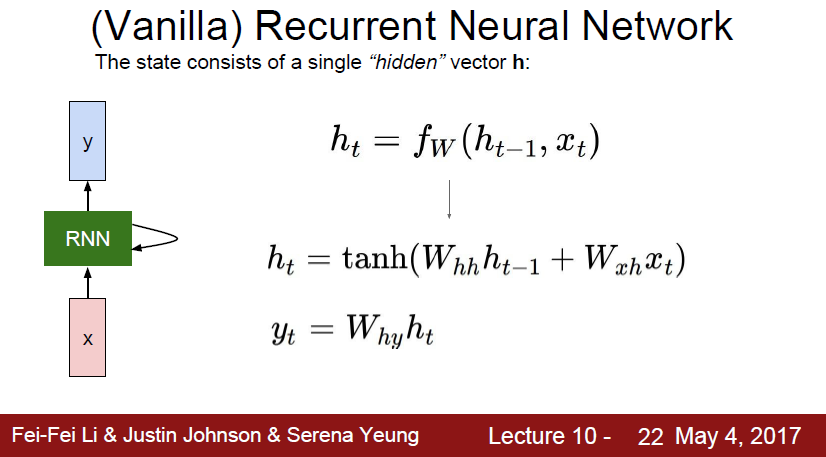 (Vanilla) Recurrent Neural Network
The state consists of a single “hidden” vector h:
y
RNN
x
h_t = f_W(h_{t−1}, x_t)
h_t = tanh(W_{hh}h_{t−1} + W_{xh}x_t)
y_t = W_{hy}h_t
Fei-Fei Li & Justin Johnson & Serena Yeung Lecture 10 - 22 May 4, 2017